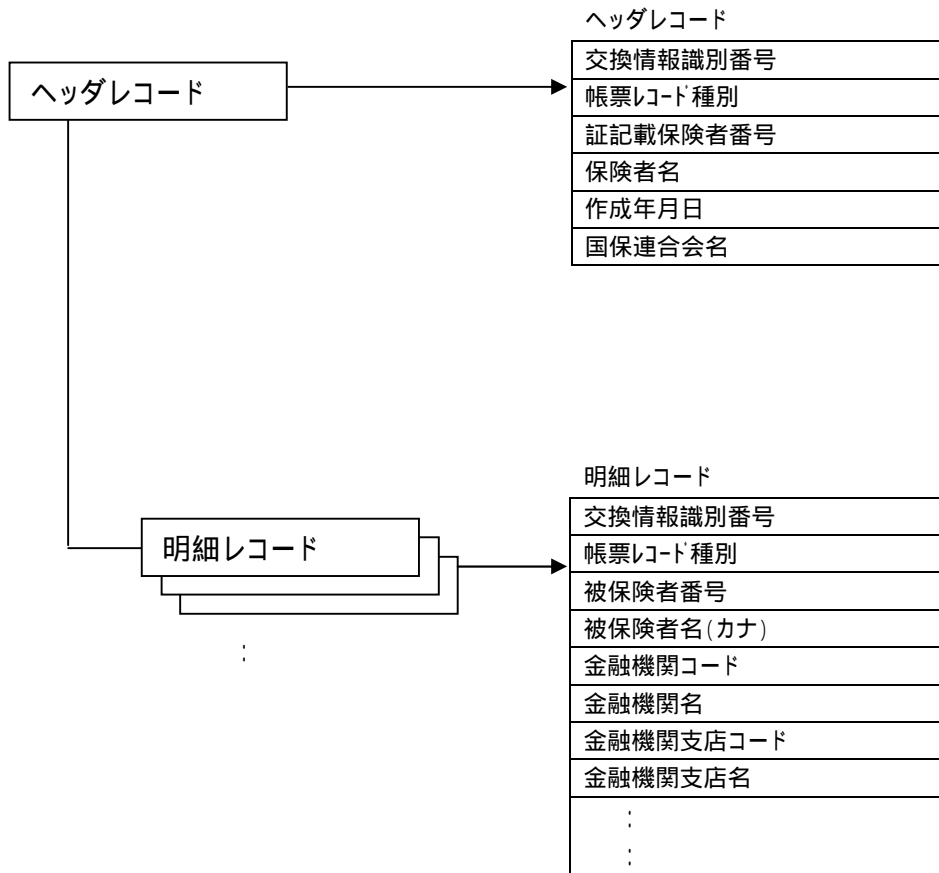 ヘッダレコード
ヘッダレコード
交換情報識別番号
帳票ﾚｺｰﾄﾞ種別
証記載保険者番号
保険者名
作成年月日
国保連合会名
明細レコード
:
明細レコード
交換情報識別番号
帳票ﾚｺｰﾄﾞ種別
被保険者番号
被保険者名(カナ)
金融機関コード
金融機関名
金融機関支店コード
金融機関支店名
:
: